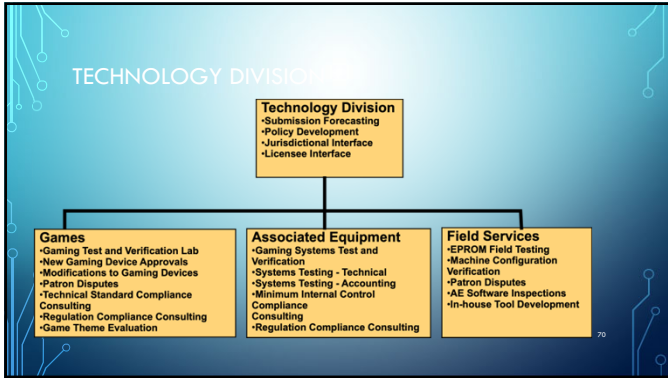 TECHNOLOGY DIVISION
Technology Division
•Submission Forecasting
•Policy Development
•Jurisdictional Interface
•Licensee Interface
Games
•Gaming Test and Verification Lab
•New Gaming Device Approvals
•Modifications to Gaming Devices
•Patron Disputes
•Technical Standard Compliance
Consulting
•Regulation Compliance Consulting
•Game Theme Evaluation
Associated Equipment
•Gaming Systems Test and
Verification
•Systems Testing - Technical
•Systems Testing - Accounting
•Minimum Internal Control
Compliance
Consulting
•Regulation Compliance Consulting
Field Services
•EPROM Field Testing
•Machine Configuration
Verification
•Patron Disputes
•AE Software Inspections
•In-house Tool Development
70